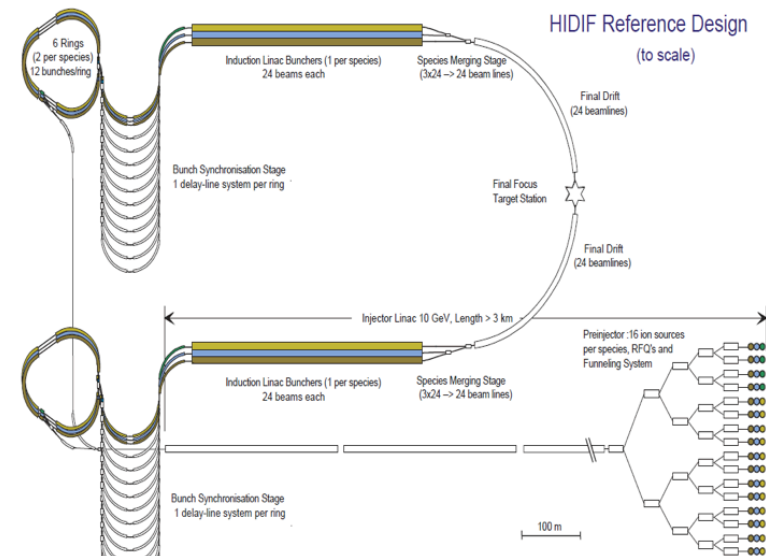 HIDIF Reference Design
(to scale)
6 Rings
(2 per species)
12 bunches/ring
Induction Linac Bunchers (1 per species)
24 beams each
Species Merging Stage
(3x24 –> 24 beam lines)
Final Drift
(24 beamlines)
Bunch Synchronisation Stage
1 delay-line system per ring
Final Focus
Target Station
Final Drift
(24 beamlines)
Injector Linac 10 GeV, Length > 3 km
Preinjector :16 ion sources
per species, RFQ's and
Funneling System
Induction Linac Bunchers (1 per species)
24 beams each
Species Merging Stage
(3x24 –> 24 beam lines)
Bunch Synchronisation Stage
1 delay-line system per ring
100 m